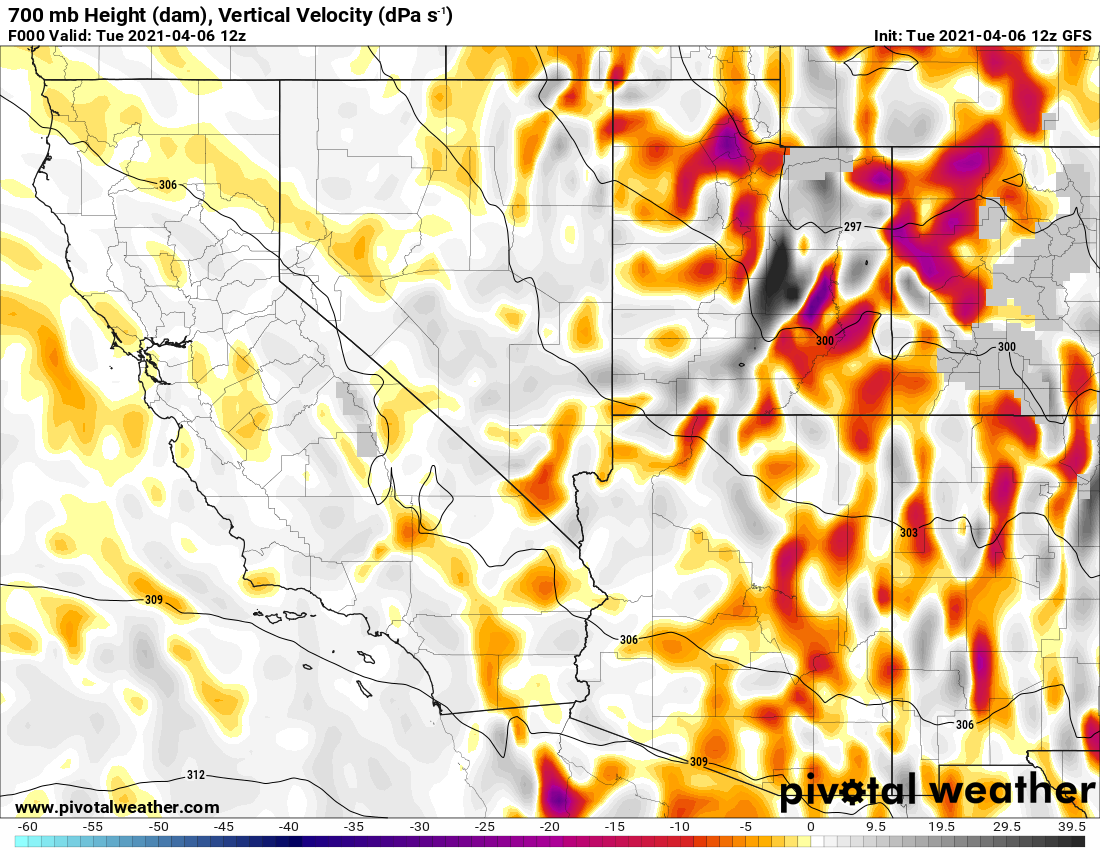 700 mb Height (dam), Vertical Velocity (dPa s⁻¹)
F000 Valid: Tue 2021-04-06 12z
Init: Tue 2021-04-06 12z GFS
306
297
300
300
303
309
306
306
309
312
pivotal weather
www.pivotalweather.com
-60 -55 -50 -45 -40 -35 -30 -25 -20 -15 -10 -5 0 9.5 19.5 29.5 39.5